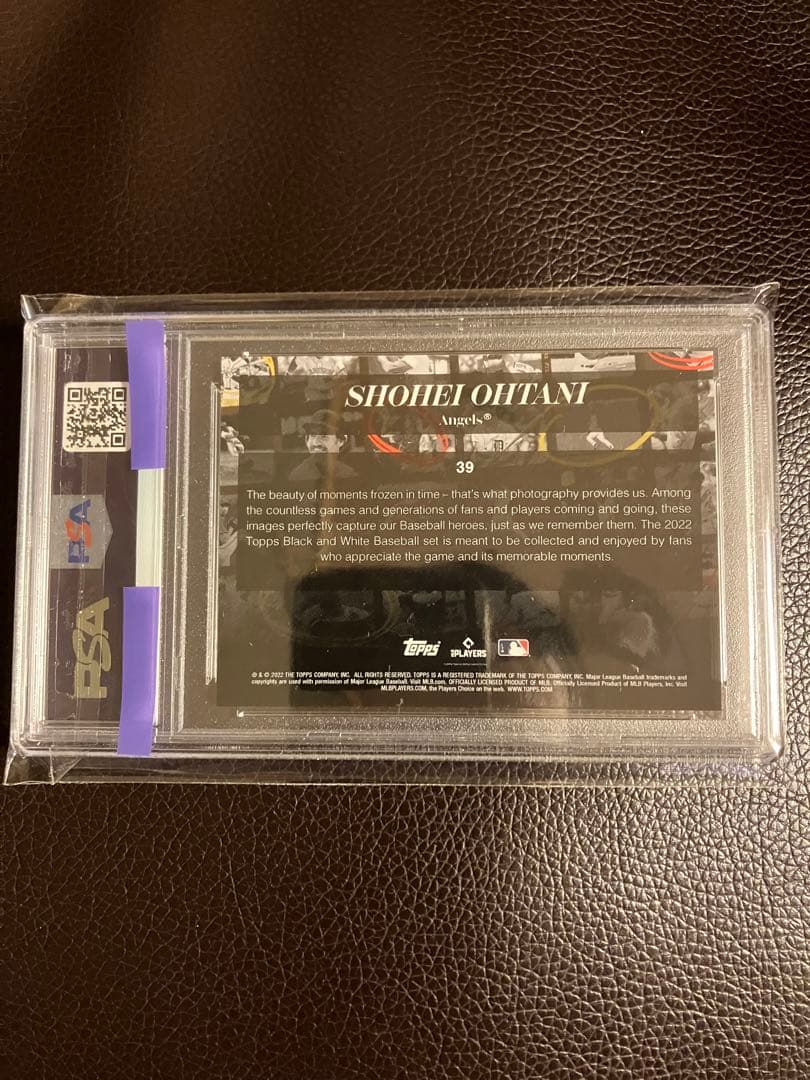 PSA
PSA
SHOHEI OHTANI
Angels®
39
The beauty of moments frozen in time – that's what photography provides us. Among
the countless games and generations of fans and players coming and going, these
images perfectly capture our Baseball heroes, just as we remember them. The 2022
Topps Black and White Baseball set is meant to be collected and enjoyed by fans
who appreciate the game and its memorable moments.
Topps PLAYERS
® & © 2022 THE TOPPS COMPANY, INC. ALL RIGHTS RESERVED. TOPPS IS A REGISTERED TRADEMARK OF THE TOPPS COMPANY, INC. Major League Baseball trademarks and
copyrights are used with permission of Major League Baseball. Visit MLB.com. OFFICIALLY LICENSED PRODUCT OF MLB Players, Inc. Visit
MLBPLAYERS.COM, the Players Choice on the web. WWW.TOPPS.COM